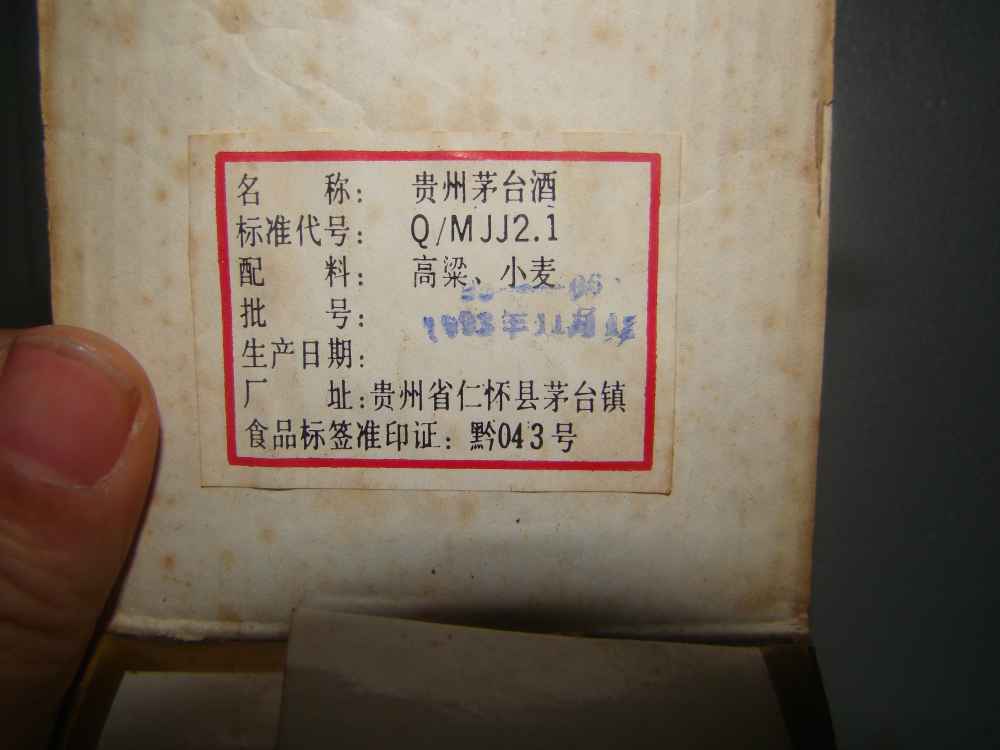 名 称: 贵州茅台酒
标准代号: Q/MJJ2.1
配 料: 高粱、小麦
批 号:
生产日期:
厂 址:贵州省仁怀县茅台镇
食品标签准印证: 黔043号